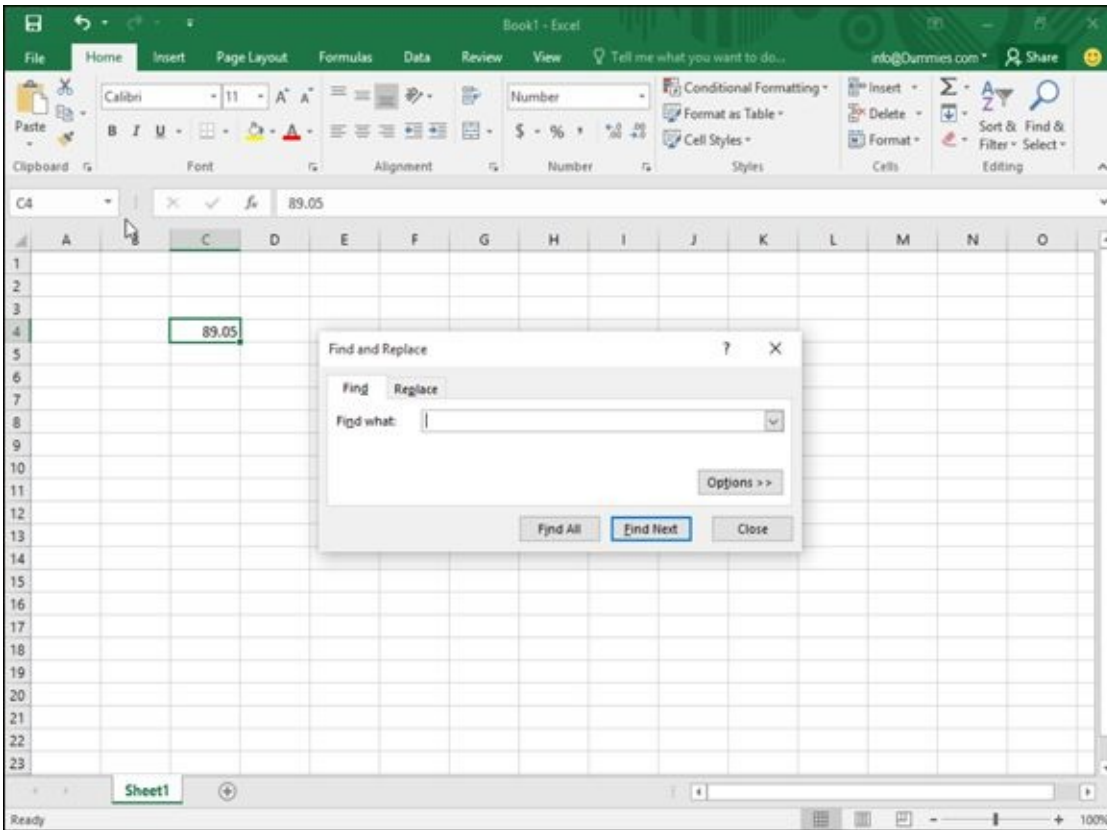 Book1 - Excel
File Home Insert Page Layout Formulas Data Review View Tell me what you want to do... info@Dummies.com Share
Paste
Calibri 11 A A
B I U A
Number
$ % ,
Conditional Formatting
Format as Table
Cell Styles
Insert
Delete
Format
Σ
Sort & Filter
Find & Select
Clipboard Font Alignment Number Styles Cells Editing
C4 fx 89.05
A B C D E F G H I J K L M N O
1
2
3
4 89.05
5
6
7
8
9
10
11
12
13
14
15
16
17
18
19
20
21
22
23
Find and Replace ?
Find Replace
Find what:
Options >>
Find All Find Next Close
Sheet1
Ready 100%